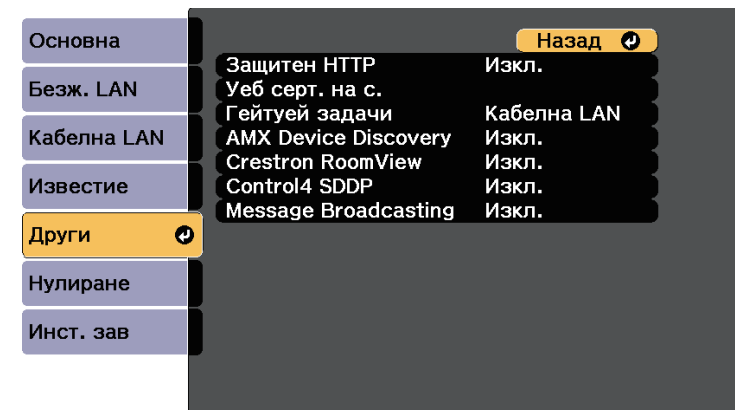 Основна
Безж. LAN
Кабелна LAN
Известие
Други
Нулиране
Инст. зав
Назад
Защитен HTTP Изкл.
Уеб серт. на с.
Гейтуей задачи Кабелна LAN
AMX Device Discovery Изкл.
Crestron RoomView Изкл.
Control4 SDDP Изкл.
Message Broadcasting Изкл.